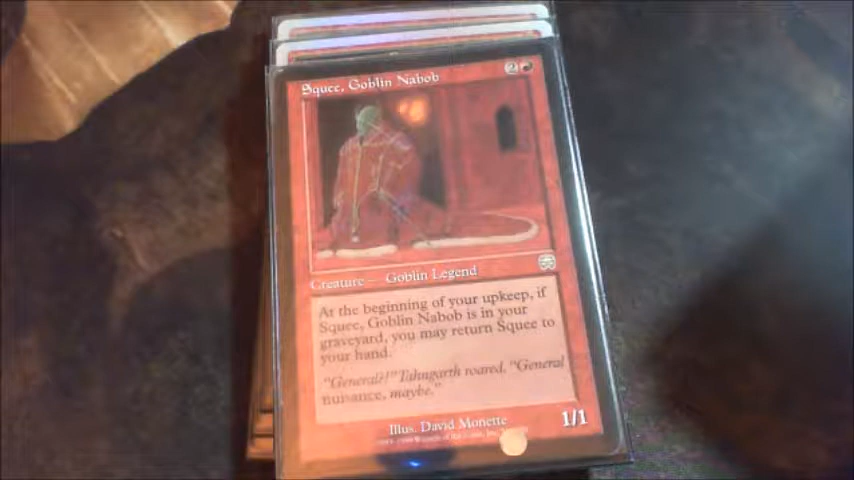 Squee, Goblin Nabob
2
Creature — Goblin Legend
At the beginning of your upkeep, if
Squee, Goblin Nabob is in your
graveyard, you may return Squee to
your hand.
"General?!" Tahngarth roared. "General
nuisance, maybe."
Illus. David Monette
1/1